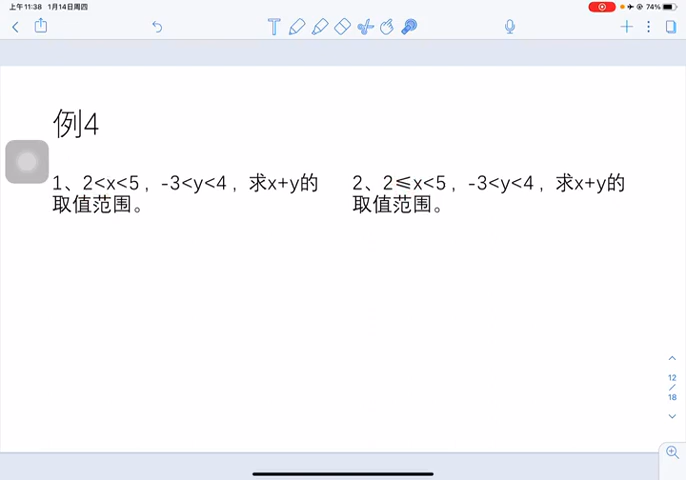 上午11:38 1月14日周四
74%
例4
1、2<x<5，-3<y<4，求x+y的
取值范围。
2、2≤x<5，-3<y<4，求x+y的
取值范围。
12
/
18